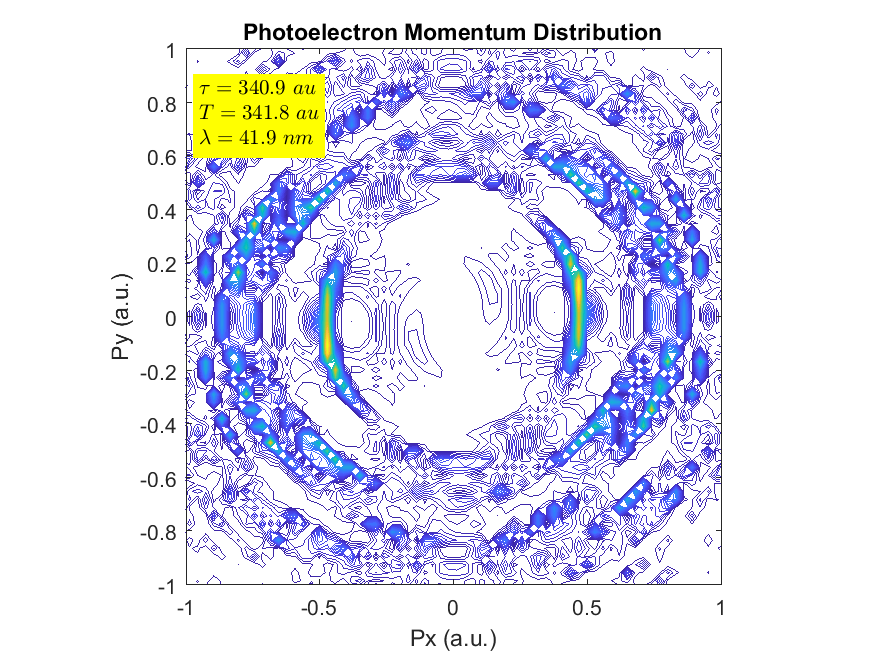 Photoelectron Momentum Distribution
τ = 340.9 au
T = 341.8 au
λ = 41.9 nm
1
0.8
0.6
0.4
0.2
0
-0.2
-0.4
-0.6
-0.8
-1
Py (a.u.)
-1
-0.5
0
0.5
1
Px (a.u.)